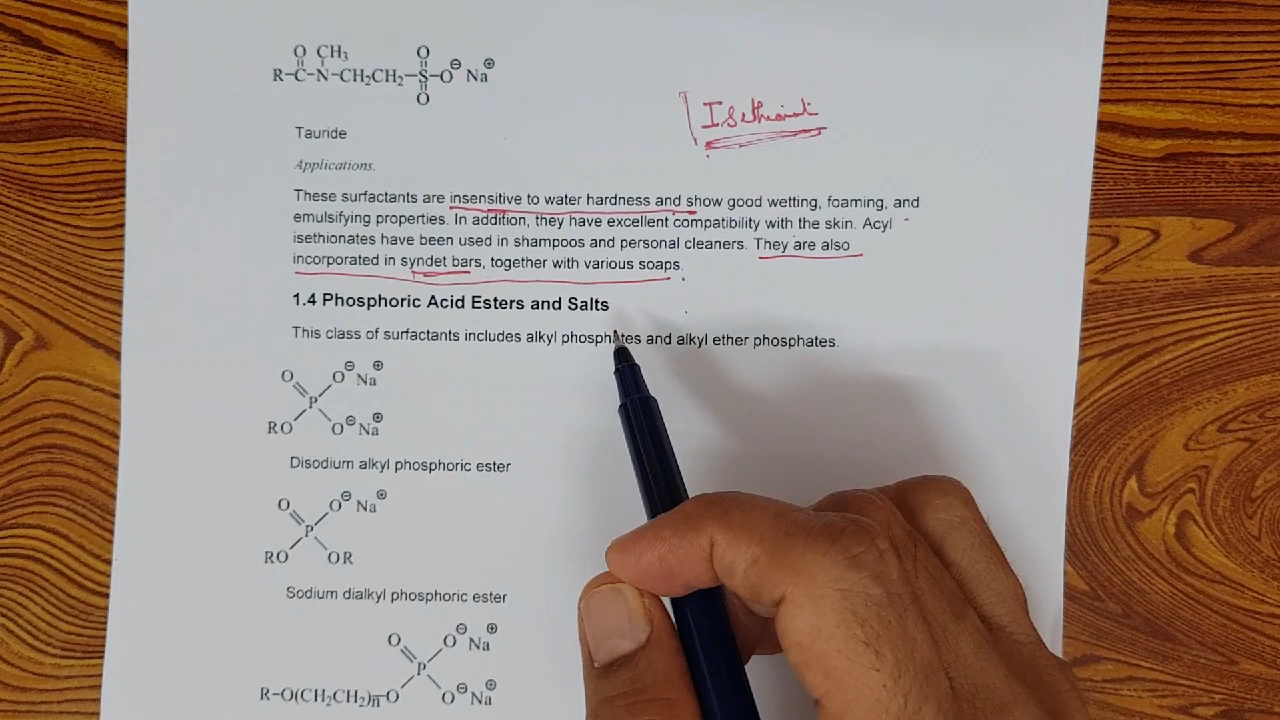 O CH₃ O
R–C–N–CH₂CH₂–S–O⊖ Na⊕
O
Isethionat
Tauride
Applications.
These surfactants are insensitive to water hardness and show good wetting, foaming, and
emulsifying properties. In addition, they have excellent compatibility with the skin. Acyl
isethionates have been used in shampoos and personal cleaners. They are also
incorporated in syndet bars, together with various soaps.
1.4 Phosphoric Acid Esters and Salts
This class of surfactants includes alkyl phosphates and alkyl ether phosphates.
O O⊖ Na⊕
P
RO O⊖ Na⊕
Disodium alkyl phosphoric ester
O O⊖ Na⊕
P
RO OR
Sodium dialkyl phosphoric ester
O O⊖ Na⊕
P
R–O(CH₂CH₂)n–O O⊖ Na⊕